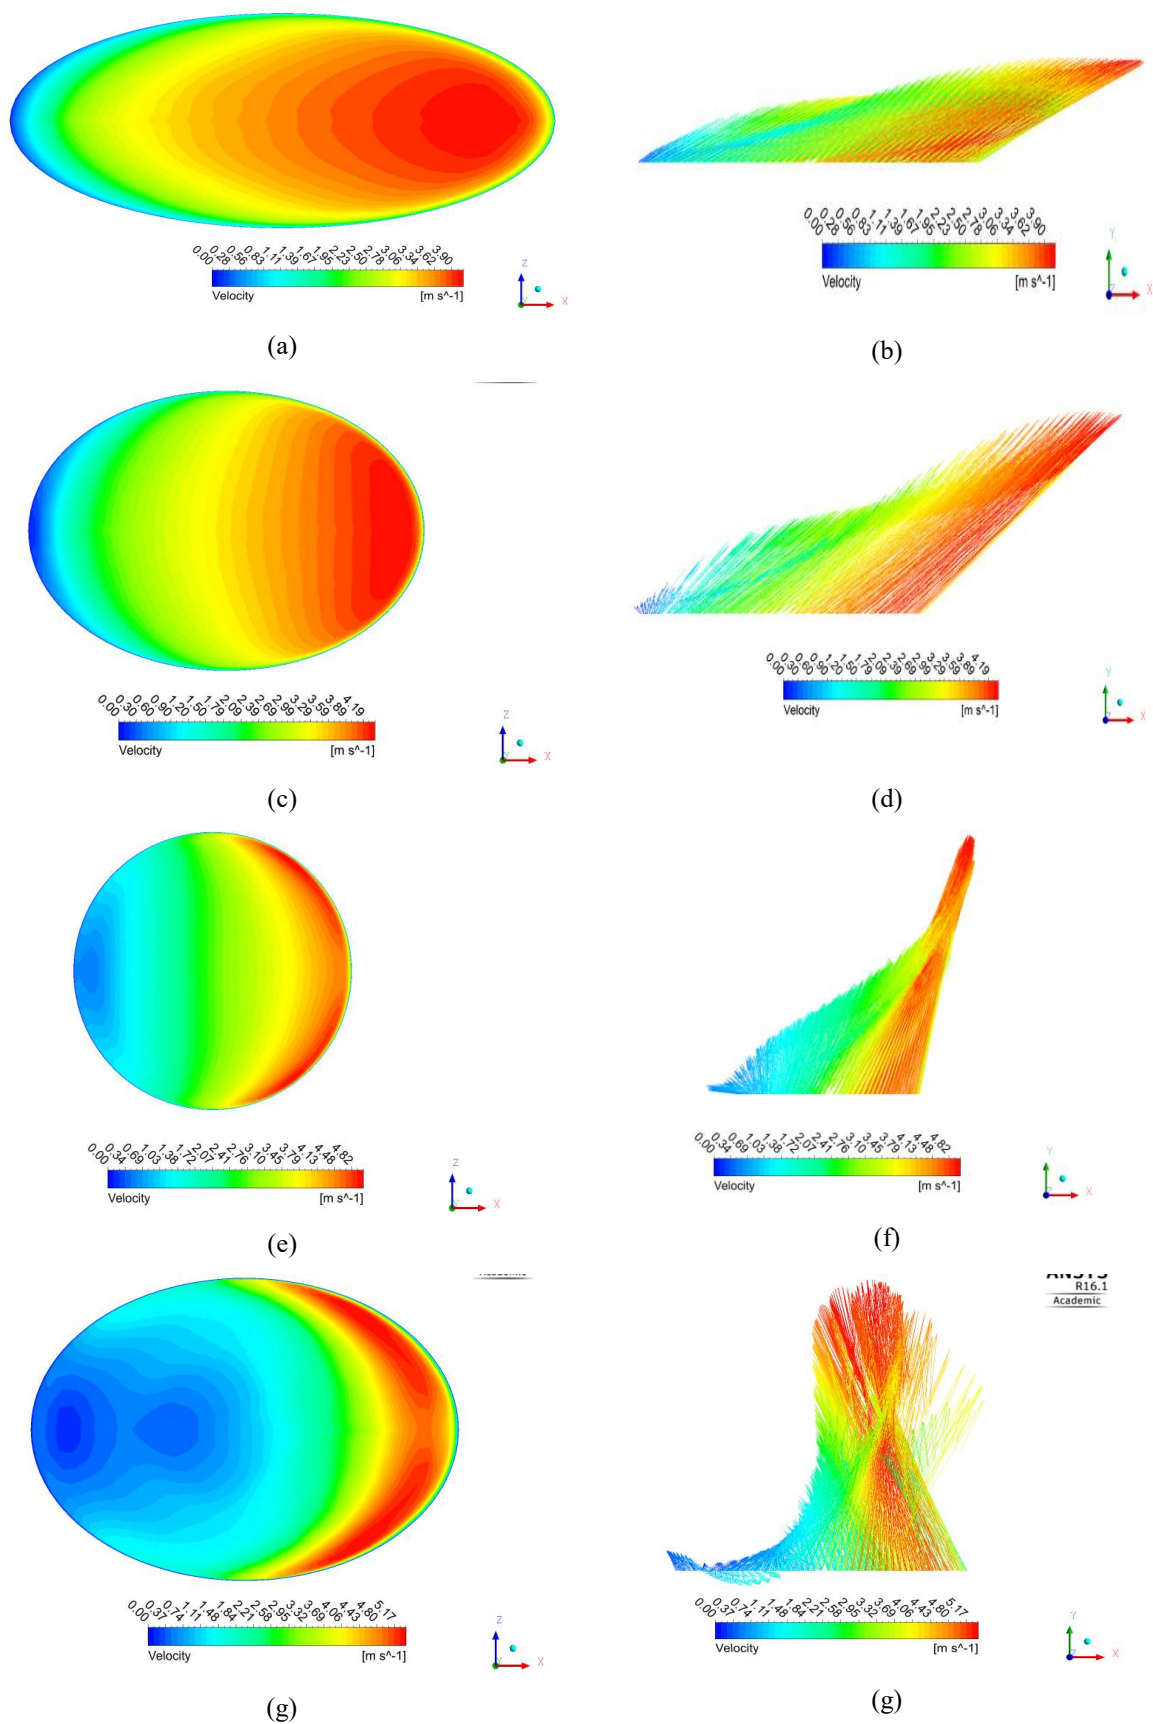 0.00 0.28 0.56 0.83 1.11 1.39 1.67 1.95 2.23 2.50 2.78 3.06 3.34 3.62 3.90
Velocity [m s^-1]
Z
Y
X
(a)
0.00 0.28 0.56 0.83 1.11 1.39 1.67 1.95 2.23 2.50 2.78 3.06 3.34 3.62 3.90
Velocity [m s^-1]
Y
Z
X
(b)
0.00 0.30 0.60 0.90 1.20 1.50 1.79 2.09 2.39 2.69 2.99 3.29 3.59 3.89 4.19
Velocity [m s^-1]
Z
Y
X
(c)
0.00 0.30 0.60 0.90 1.20 1.50 1.79 2.09 2.39 2.69 2.99 3.29 3.59 3.89 4.19
Velocity [m s^-1]
Y
Z
X
(d)
0.00 0.34 0.69 1.03 1.38 1.72 2.07 2.41 2.76 3.10 3.45 3.79 4.13 4.48 4.82
Velocity [m s^-1]
Z
Y
X
(e)
0.00 0.34 0.69 1.03 1.38 1.72 2.07 2.41 2.76 3.10 3.45 3.79 4.13 4.48 4.82
Velocity [m s^-1]
Y
Z
X
(f)
Academic
0.00 0.37 0.74 1.11 1.48 1.84 2.21 2.58 2.95 3.32 3.69 4.06 4.43 4.80 5.17
Velocity [m s^-1]
Z
Y
X
(g)
ANSYS
R16.1
Academic
0.00 0.37 0.74 1.11 1.48 1.84 2.21 2.58 2.95 3.32 3.69 4.06 4.43 4.80 5.17
Velocity [m s^-1]
Y
Z
X
(g)